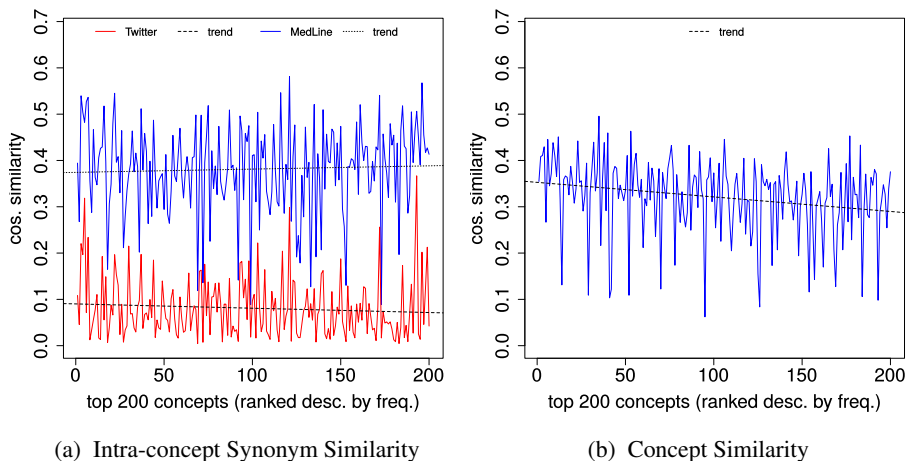 Twitter trend MedLine trend
cos. similarity
0.7
0.6
0.5
0.4
0.3
0.2
0.1
0.0
0 50 100 150 200
top 200 concepts (ranked desc. by freq.)
(a) Intra-concept Synonym Similarity
trend
cos. similarity
0.7
0.6
0.5
0.4
0.3
0.2
0.1
0.0
0 50 100 150 200
top 200 concepts (ranked desc. by freq.)
(b) Concept Similarity